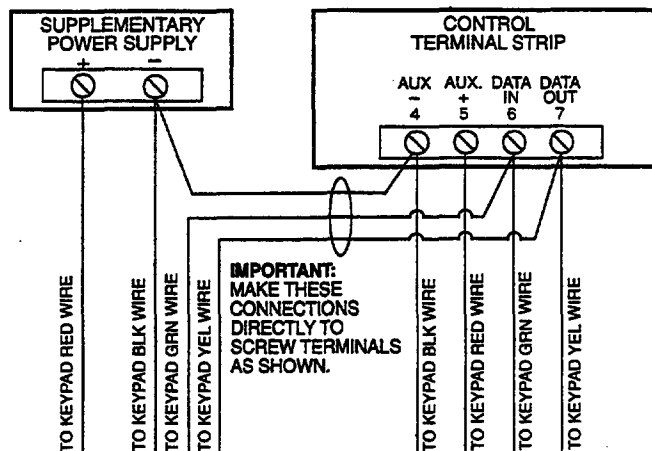 SUPPLEMENTARY
POWER SUPPLY
+ −
CONTROL
TERMINAL STRIP
AUX AUX. DATA DATA
− + IN OUT
4 5 6 7
IMPORTANT:
MAKE THESE
CONNECTIONS
DIRECTLY TO
SCREW TERMINALS
AS SHOWN.
TO KEYPAD RED WIRE
TO KEYPAD BLK WIRE
TO KEYPAD GRN WIRE
TO KEYPAD YEL WIRE
TO KEYPAD BLK WIRE
TO KEYPAD RED WIRE
TO KEYPAD GRN WIRE
TO KEYPAD YEL WIRE